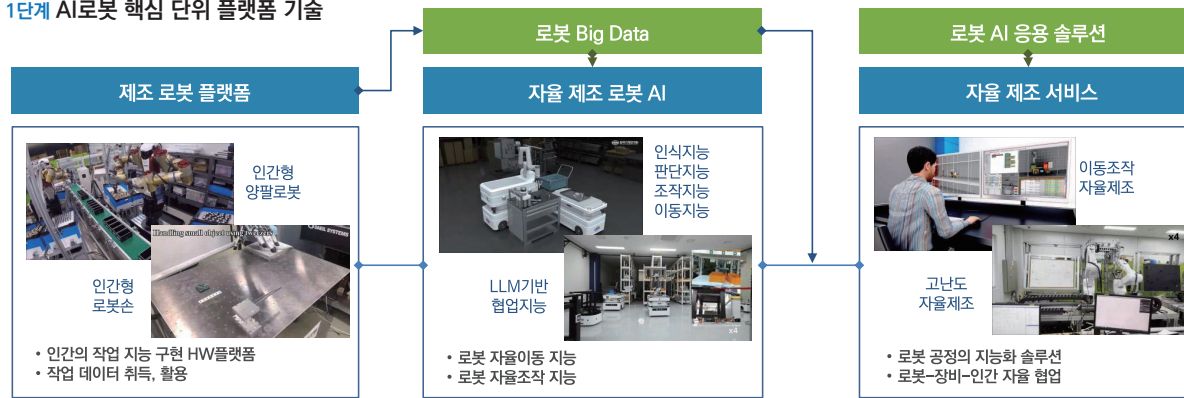 1단계 AI로봇 핵심 단위 플랫폼 기술
로봇 Big Data
로봇 AI 응용 솔루션
제조 로봇 플랫폼
자율 제조 로봇 AI
자율 제조 서비스
인간형
양팔로봇
Handling small object using tweezers
인간형
로봇손
• 인간의 작업 지능 구현 HW플랫폼
• 작업 데이터 취득, 활용
인식지능
판단지능
조작지능
이동지능
LLM기반
협업지능
x4
• 로봇 자율이동 지능
• 로봇 자율조작 지능
이동조작
자율제조
x4
고난도
자율제조
• 로봇 공정의 지능화 솔루션
• 로봇–장비–인간 자율 협업